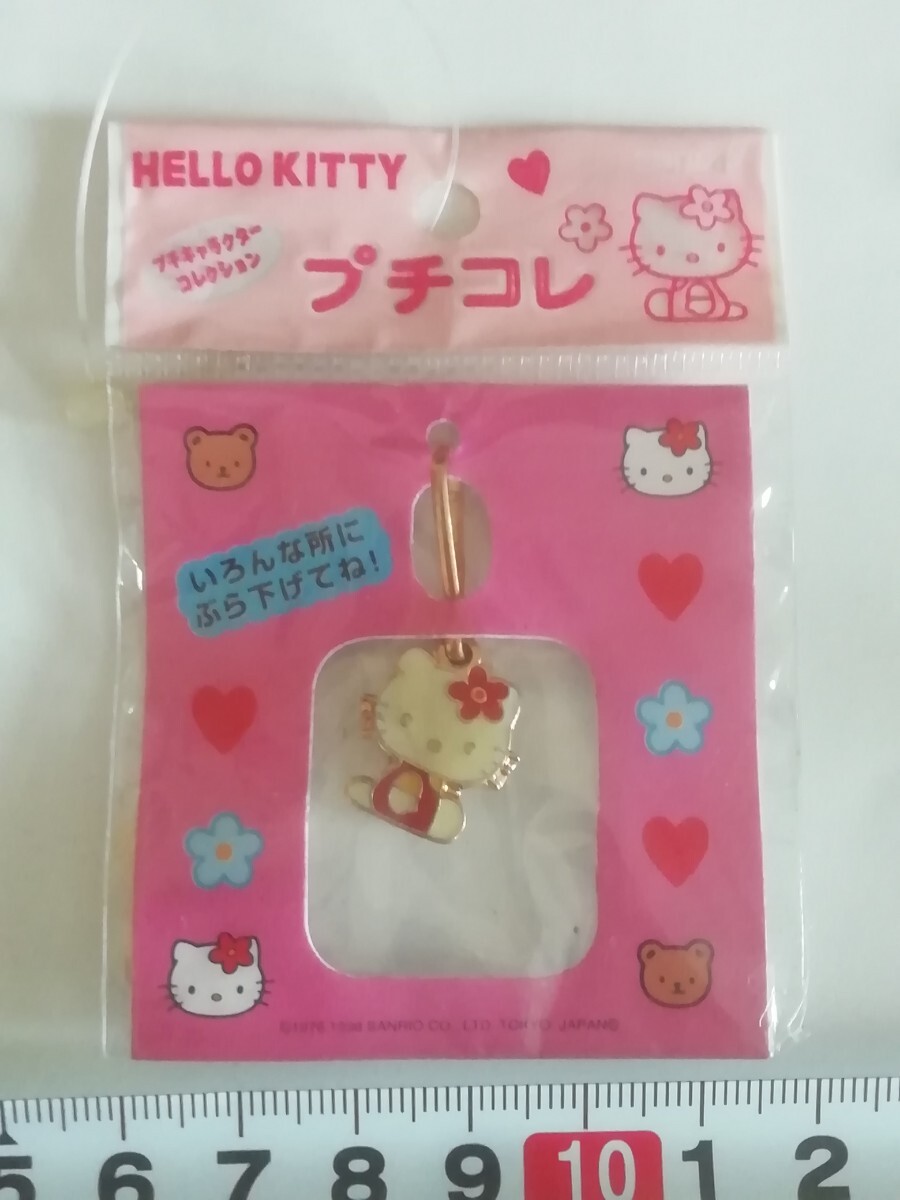 HELLO KITTY
プチキャラクター
コレクション
プチコレ
いろんな所に
ぶら下げてね!
©1976, 1998 SANRIO CO., LTD. TOKYO, JAPAN
5 6 7 8 9 10 1 2